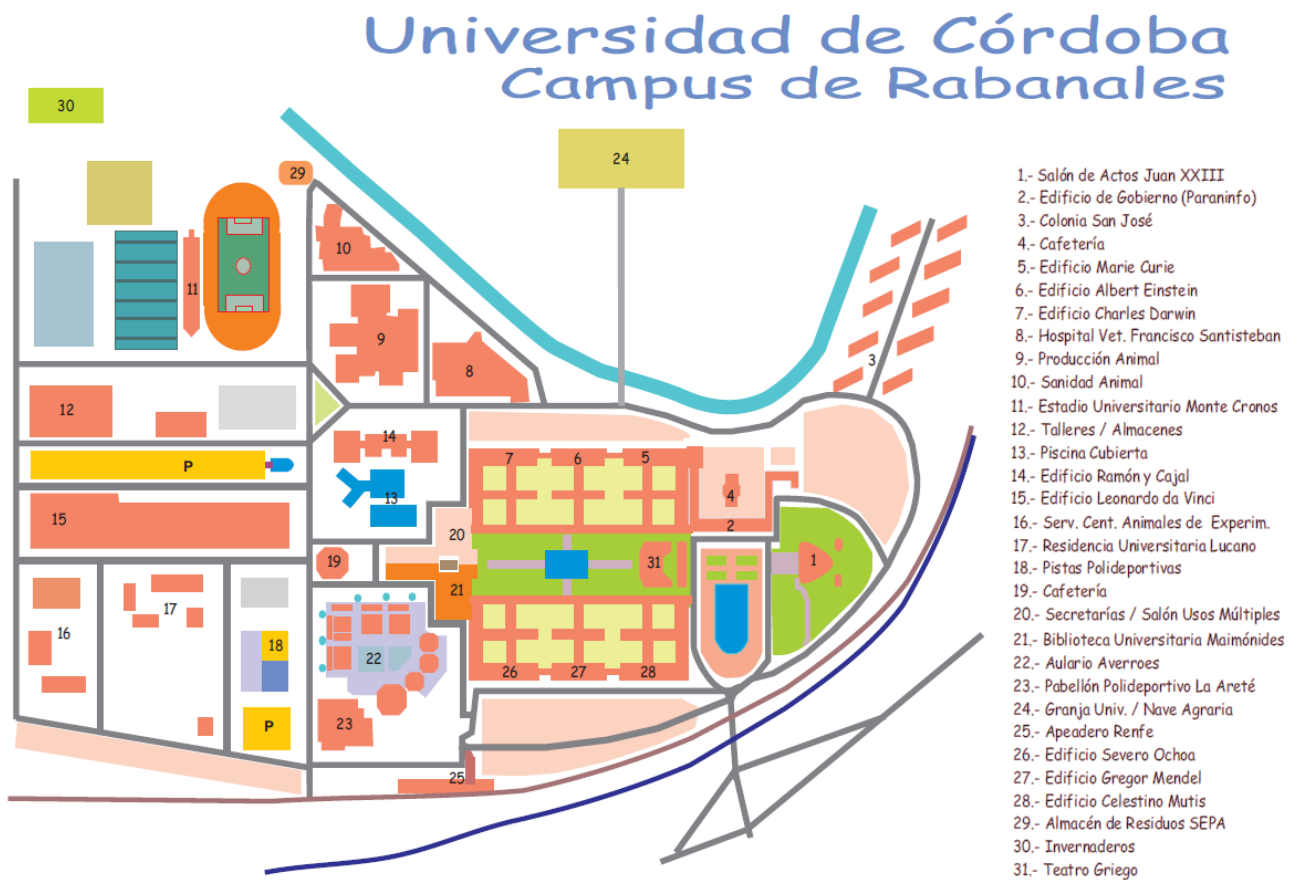 Universidad de Córdoba
Campus de Rabanales
30
24
29
10
11
9
8
3
12
14
7
6
5
P
13
4
15
2
20
19
31
1
21
16
17
18
22
26
27
28
23
P
25
1.- Salón de Actos Juan XXIII
2.- Edificio de Gobierno (Paraninfo)
3.- Colonia San José
4.- Cafetería
5.- Edificio Marie Curie
6.- Edificio Albert Einstein
7.- Edificio Charles Darwin
8.- Hospital Vet. Francisco Santisteban
9.- Producción Animal
10.- Sanidad Animal
11.- Estadio Universitario Monte Cronos
12.- Talleres / Almacenes
13.- Piscina Cubierta
14.- Edificio Ramón y Cajal
15.- Edificio Leonardo da Vinci
16.- Serv. Cent. Animales de Experim.
17.- Residencia Universitaria Lucano
18.- Pistas Polideportivas
19.- Cafetería
20.- Secretarías / Salón Usos Múltiples
21.- Biblioteca Universitaria Maimónides
22.- Aulario Averroes
23.- Pabellón Polideportivo La Areté
24.- Granja Univ. / Nave Agraria
25.- Apeadero Renfe
26.- Edificio Severo Ochoa
27.- Edificio Gregor Mendel
28.- Edificio Celestino Mutis
29.- Almacén de Residuos SEPA
30.- Invernaderos
31.- Teatro Griego